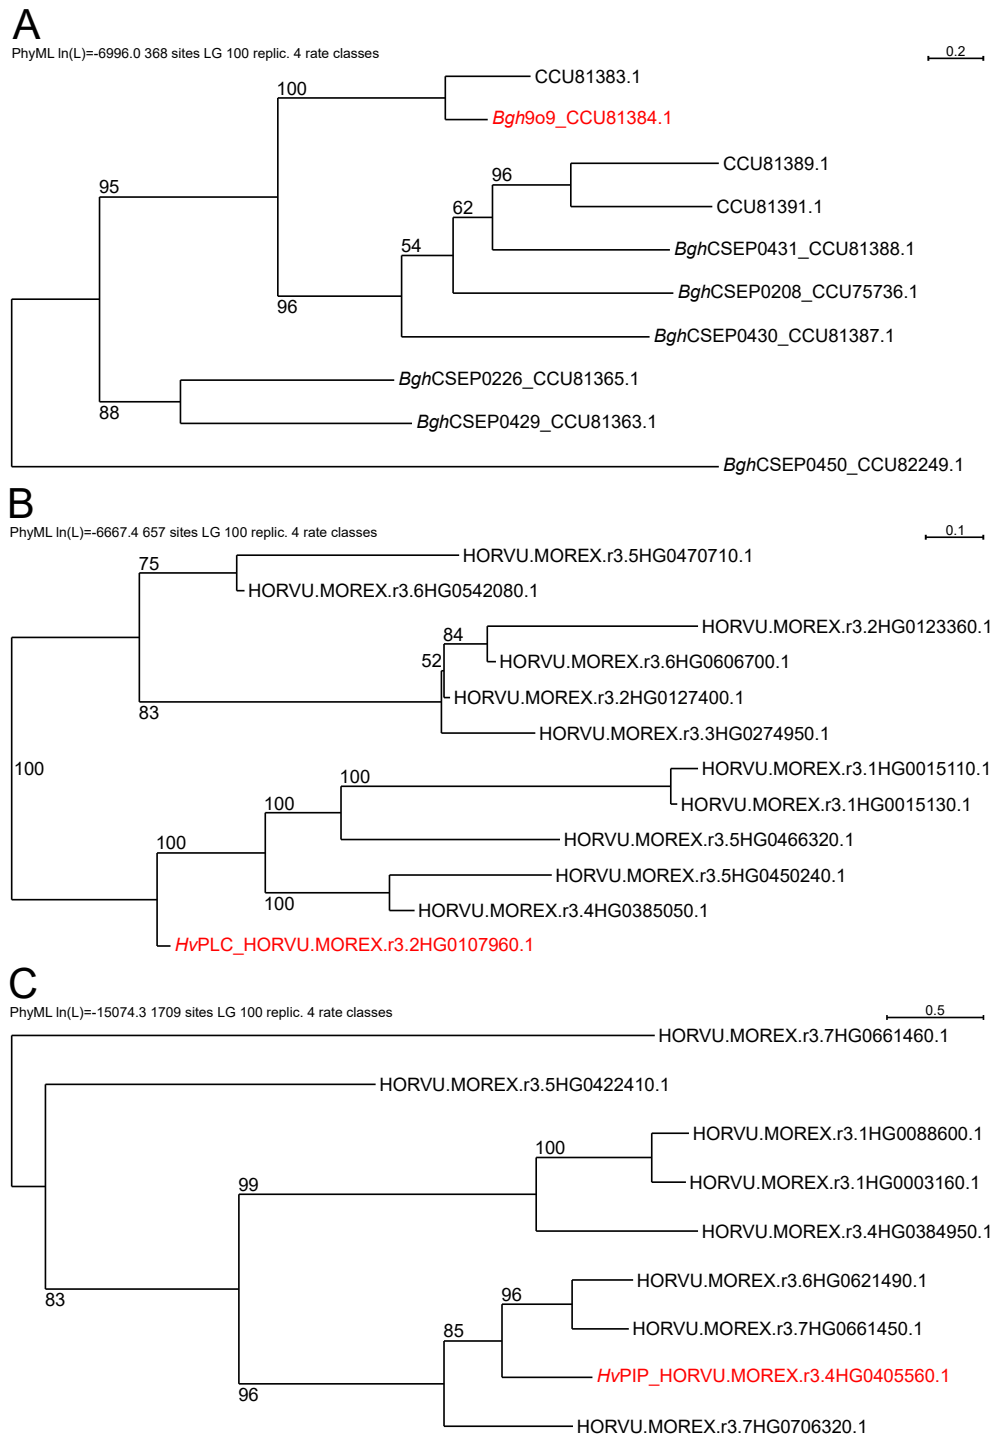 A
PhyML ln(L)=-6996.0 368 sites LG 100 replic. 4 rate classes
0.2
CCU81383.1
100
Bgh9o9_CCU81384.1
CCU81389.1
96
95
CCU81391.1
62
54
BghCSEP0431_CCU81388.1
BghCSEP0208_CCU75736.1
96
BghCSEP0430_CCU81387.1
BghCSEP0226_CCU81365.1
88
BghCSEP0429_CCU81363.1
BghCSEP0450_CCU82249.1
B
PhyML ln(L)=-6667.4 657 sites LG 100 replic. 4 rate classes
0.1
75
HORVU.MOREX.r3.5HG0470710.1
HORVU.MOREX.r3.6HG0542080.1
HORVU.MOREX.r3.2HG0123360.1
84
52
HORVU.MOREX.r3.6HG0606700.1
HORVU.MOREX.r3.2HG0127400.1
83
HORVU.MOREX.r3.3HG0274950.1
100
HORVU.MOREX.r3.1HG0015110.1
100
100
HORVU.MOREX.r3.1HG0015130.1
100
HORVU.MOREX.r3.5HG0466320.1
HORVU.MOREX.r3.5HG0450240.1
100
HORVU.MOREX.r3.4HG0385050.1
HvPLC_HORVU.MOREX.r3.2HG0107960.1
C
PhyML ln(L)=-15074.3 1709 sites LG 100 replic. 4 rate classes
0.5
HORVU.MOREX.r3.7HG0661460.1
HORVU.MOREX.r3.5HG0422410.1
HORVU.MOREX.r3.1HG0088600.1
100
99
HORVU.MOREX.r3.1HG0003160.1
HORVU.MOREX.r3.4HG0384950.1
83
HORVU.MOREX.r3.6HG0621490.1
96
85
HORVU.MOREX.r3.7HG0661450.1
HvPIP_HORVU.MOREX.r3.4HG0405560.1
96
HORVU.MOREX.r3.7HG0706320.1